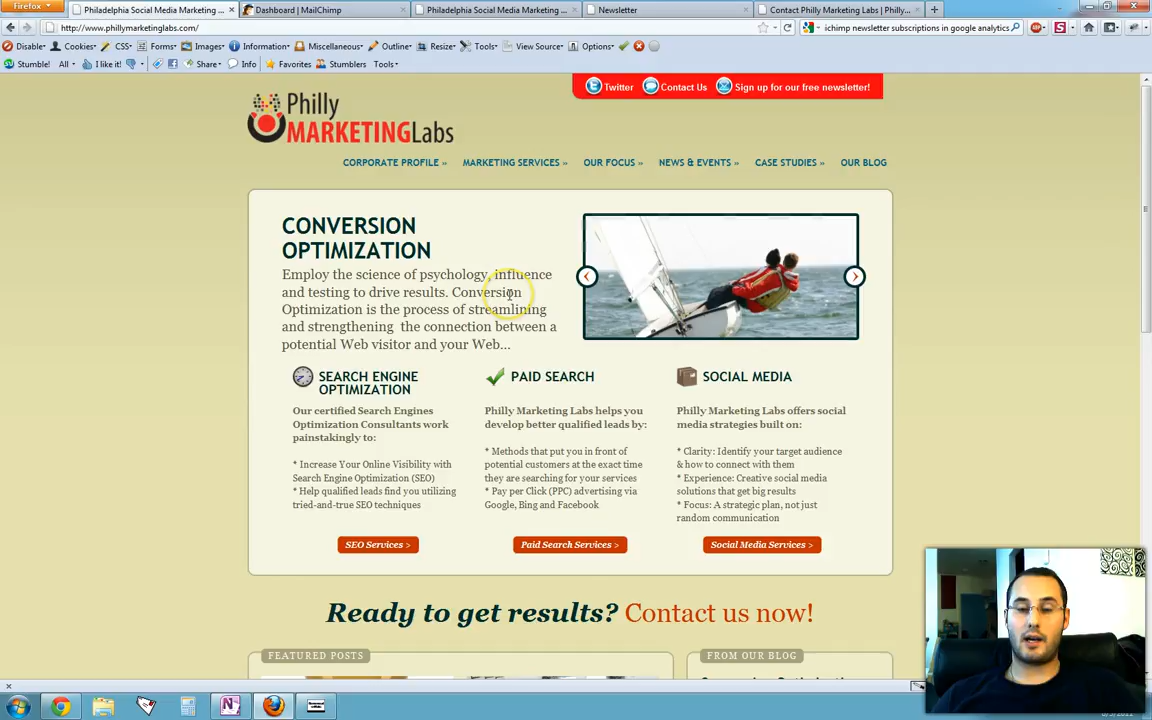 Firefox
Philadelphia Social Media Marketing ...
Dashboard | MailChimp
Philadelphia Social Media Marketing ...
Newsletter
Contact Philly Marketing Labs | Philly...
http://www.phillymarketinglabs.com/
ichimp newsletter subscriptions in google analytics
Disable Cookies CSS Forms Images Information Miscellaneous Outline Resize Tools View Source Options
Stumble! All I like it! Share Info Favorites Stumblers Tools
Twitter Contact Us Sign up for our free newsletter!
Philly
MARKETINGLabs
CORPORATE PROFILE » MARKETING SERVICES » OUR FOCUS » NEWS & EVENTS » CASE STUDIES » OUR BLOG
CONVERSION
OPTIMIZATION
Employ the science of psychology, influence
and testing to drive results. Conversion
Optimization is the process of streamlining
and strengthening the connection between a
potential Web visitor and your Web...
SEARCH ENGINE
OPTIMIZATION
Our certified Search Engines
Optimization Consultants work
painstakingly to:
* Increase Your Online Visibility with
Search Engine Optimization (SEO)
* Help qualified leads find you utilizing
tried-and-true SEO techniques
SEO Services >
PAID SEARCH
Philly Marketing Labs helps you
develop better qualified leads by:
* Methods that put you in front of
potential customers at the exact time
they are searching for your services
* Pay per Click (PPC) advertising via
Google, Bing and Facebook
Paid Search Services >
SOCIAL MEDIA
Philly Marketing Labs offers social
media strategies built on:
* Clarity: Identify your target audience
& how to connect with them
* Experience: Creative social media
solutions that get big results
* Focus: A strategic plan, not just
random communication
Social Media Services >
Ready to get results? Contact us now!
FEATURED POSTS
FROM OUR BLOG